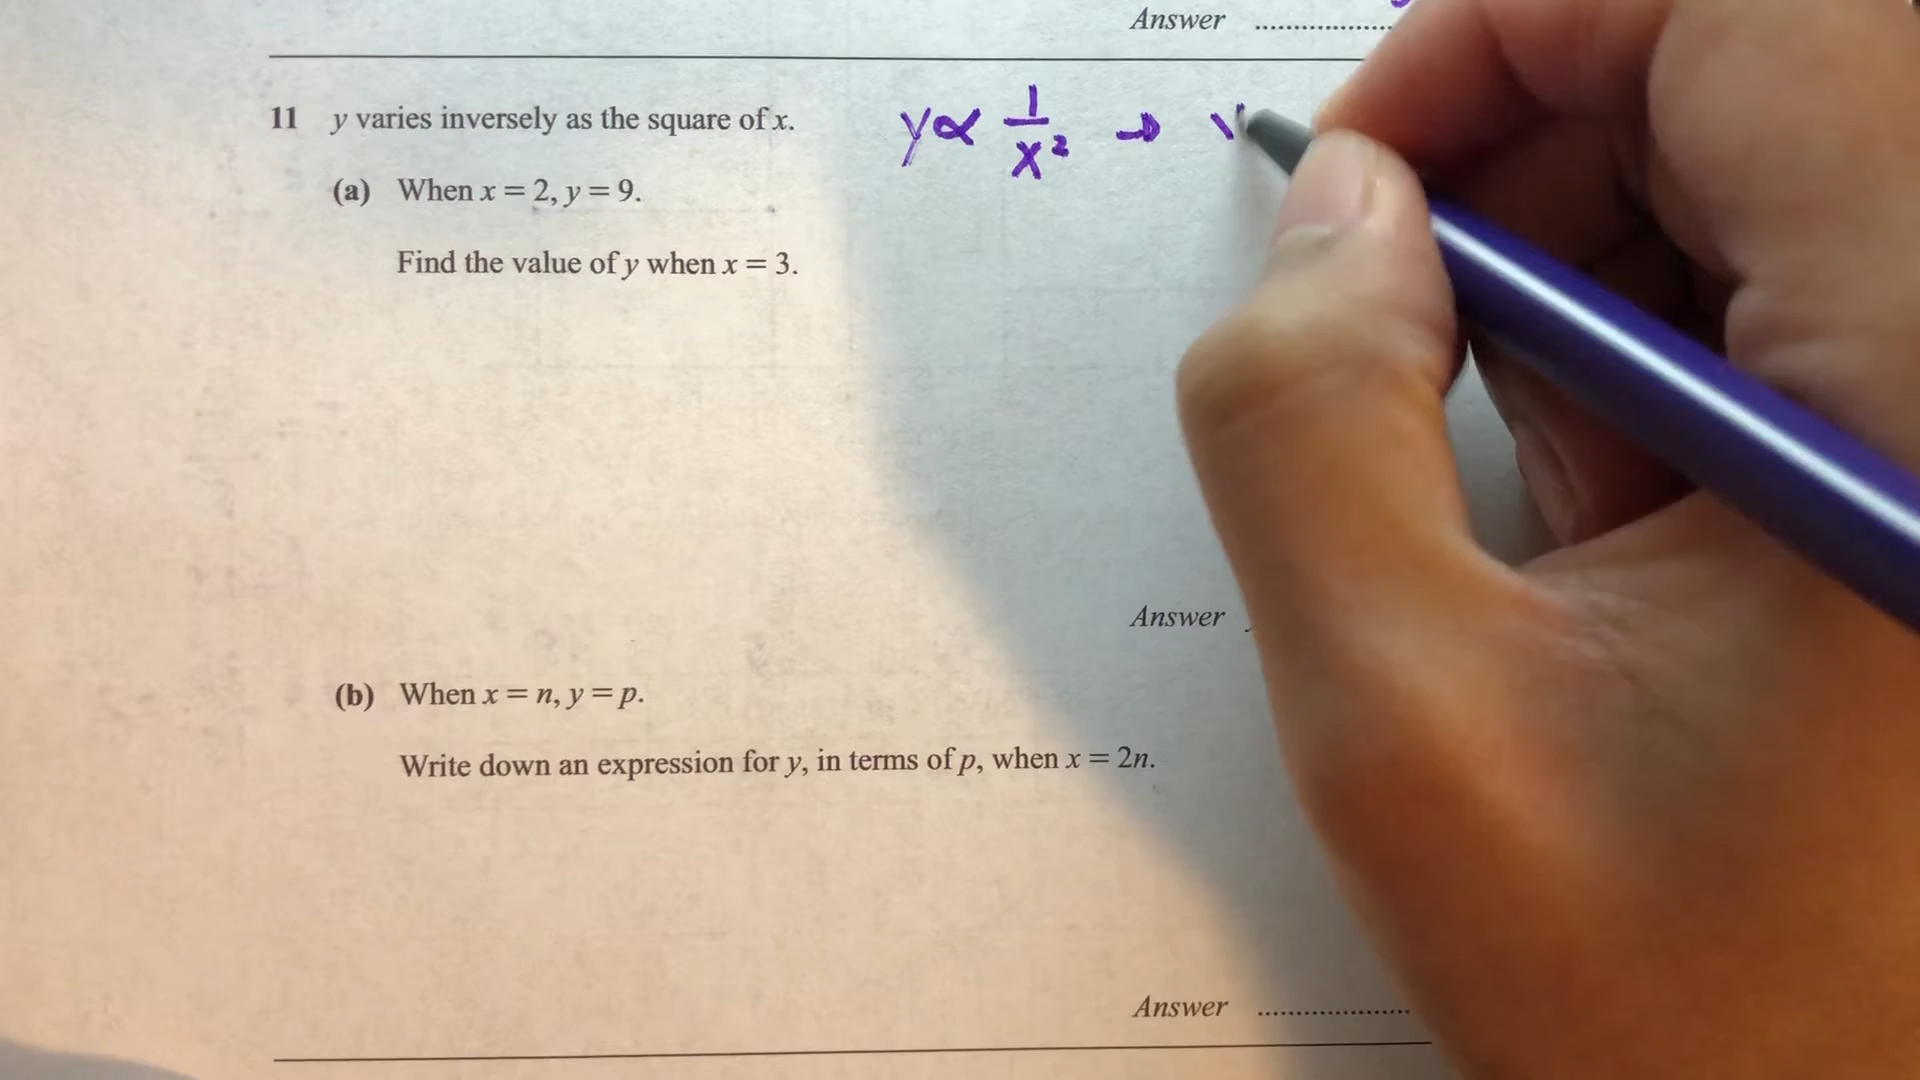 Answer ....................
11 y varies inversely as the square of x. y ∝ 1/x² →
(a) When x = 2, y = 9.
Find the value of y when x = 3.
Answer
(b) When x = n, y = p.
Write down an expression for y, in terms of p, when x = 2n.
Answer ....................